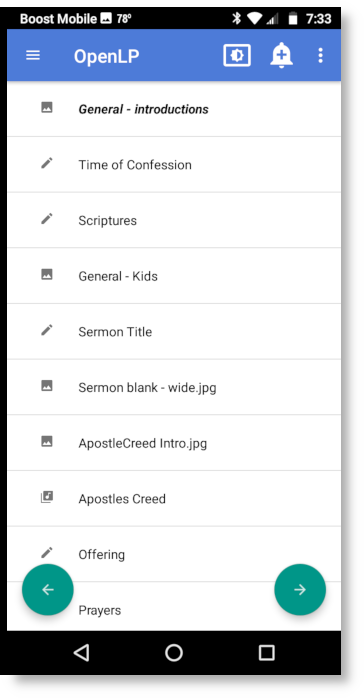 Boost Mobile 78° 7:33
OpenLP
General - introductions
Time of Confession
Scriptures
General - Kids
Sermon Title
Sermon blank - wide.jpg
ApostleCreed Intro.jpg
Apostles Creed
Offering
Prayers